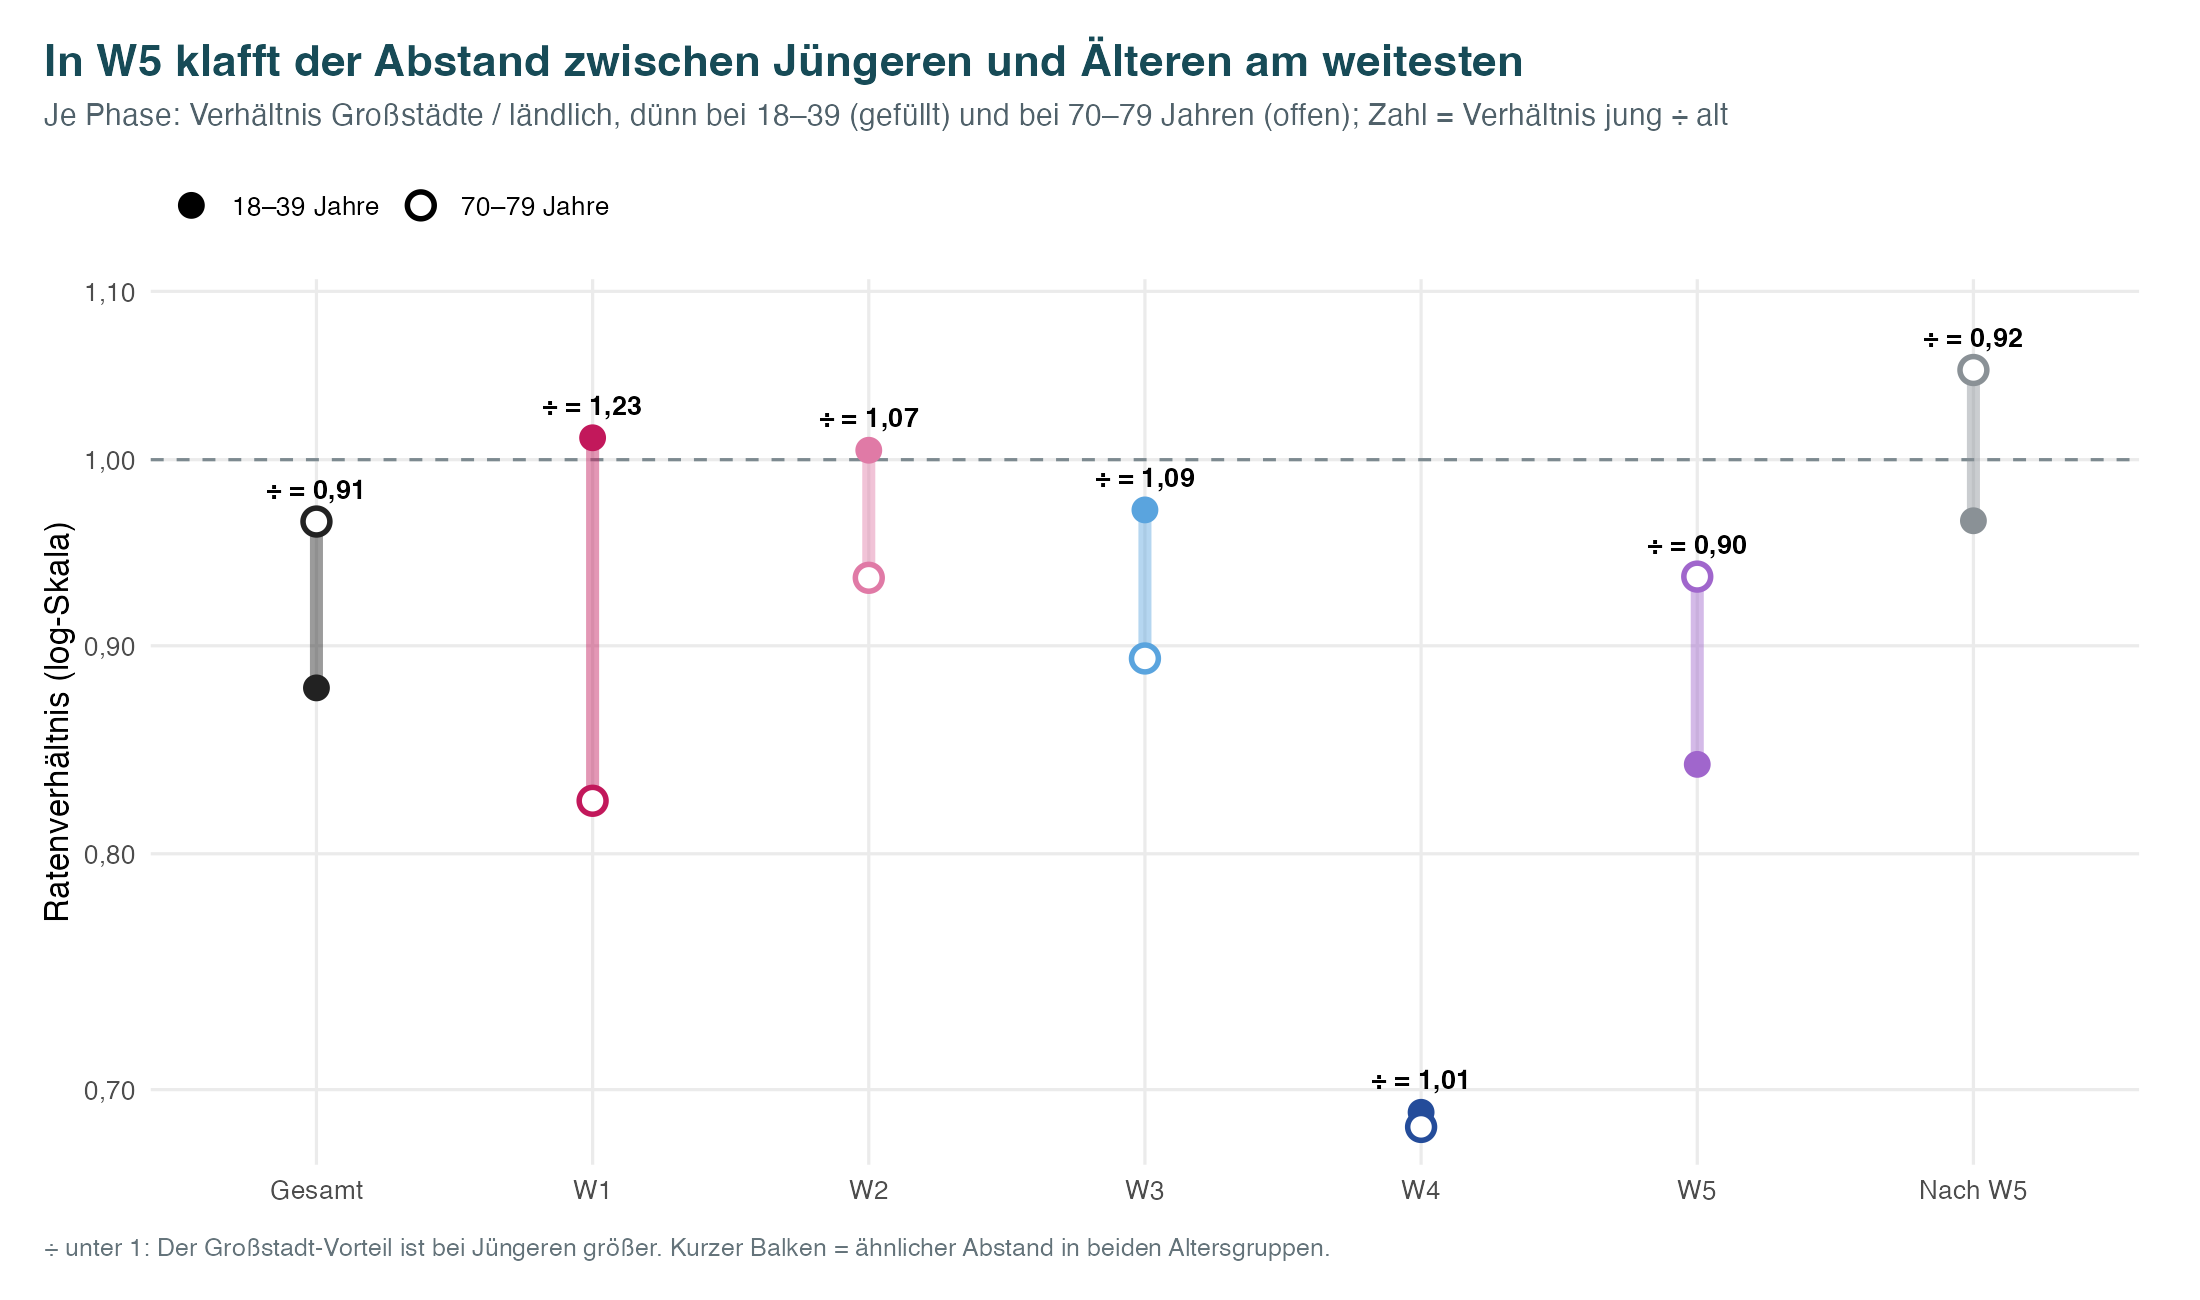 In W5 klafft der Abstand zwischen Jüngeren und Älteren am weitesten
Je Phase: Verhältnis Großstädte / ländlich, dünn bei 18–39 (gefüllt) und bei 70–79 Jahren (offen); Zahl = Verhältnis jung ÷ alt
18–39 Jahre 70–79 Jahre
Ratenverhältnis (log-Skala)
1,10
1,00
0,90
0,80
0,70
÷ = 0,91
÷ = 1,23
÷ = 1,07
÷ = 1,09
÷ = 1,01
÷ = 0,90
÷ = 0,92
Gesamt W1 W2 W3 W4 W5 Nach W5
÷ unter 1: Der Großstadt-Vorteil ist bei Jüngeren größer. Kurzer Balken = ähnlicher Abstand in beiden Altersgruppen.